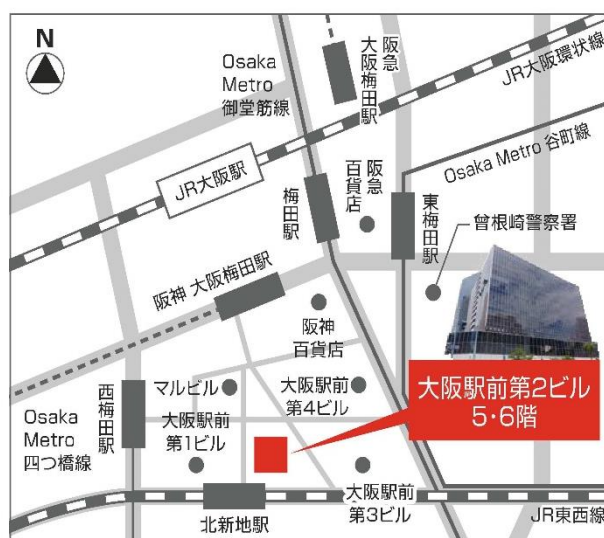 N
Osaka
Metro
御堂筋線
阪急
大阪梅田駅
JR大阪環状線
JR大阪駅
梅田駅
阪急
百貨店
東梅田駅
Osaka Metro 谷町線
曾根崎警察署
阪神 大阪梅田駅
阪神
百貨店
西梅田駅
マルビル
大阪駅前
第4ビル
大阪駅前第2ビル
5・6階
Osaka
Metro
四つ橋線
大阪駅前
第1ビル
北新地駅
大阪駅前
第3ビル
JR東西線